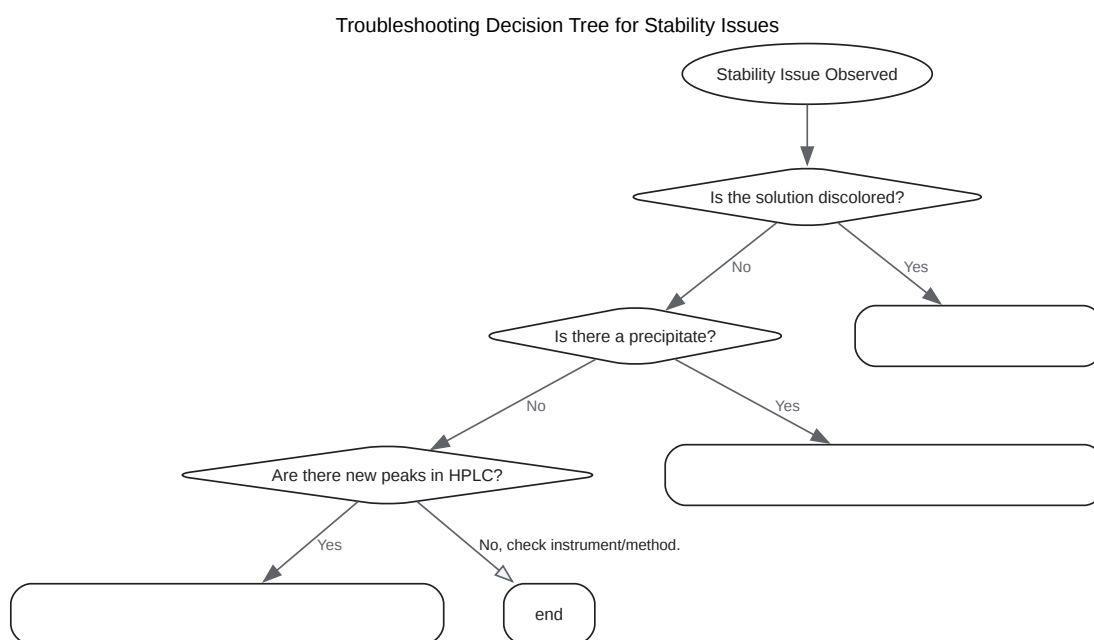 Troubleshooting Decision Tree for Stability Issues
Stability Issue Observed
Is the solution discolored?
No
Yes
Is there a precipitate?
No
Yes
Are there new peaks in HPLC?
Yes
No, check instrument/method.
end